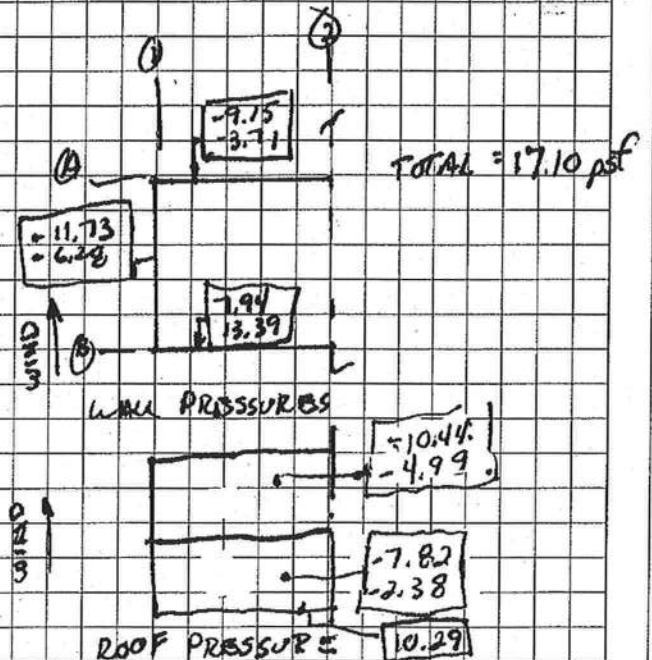 1
2
-9.15
-3.71
A
TOTAL = 17.10 psf
- 11.73
- 6.28
7.94
13.39
WIND
B
WALL PRESSURES
-10.44
-4.99
WIND
-7.82
-2.38
ROOF PRESSURE
10.29